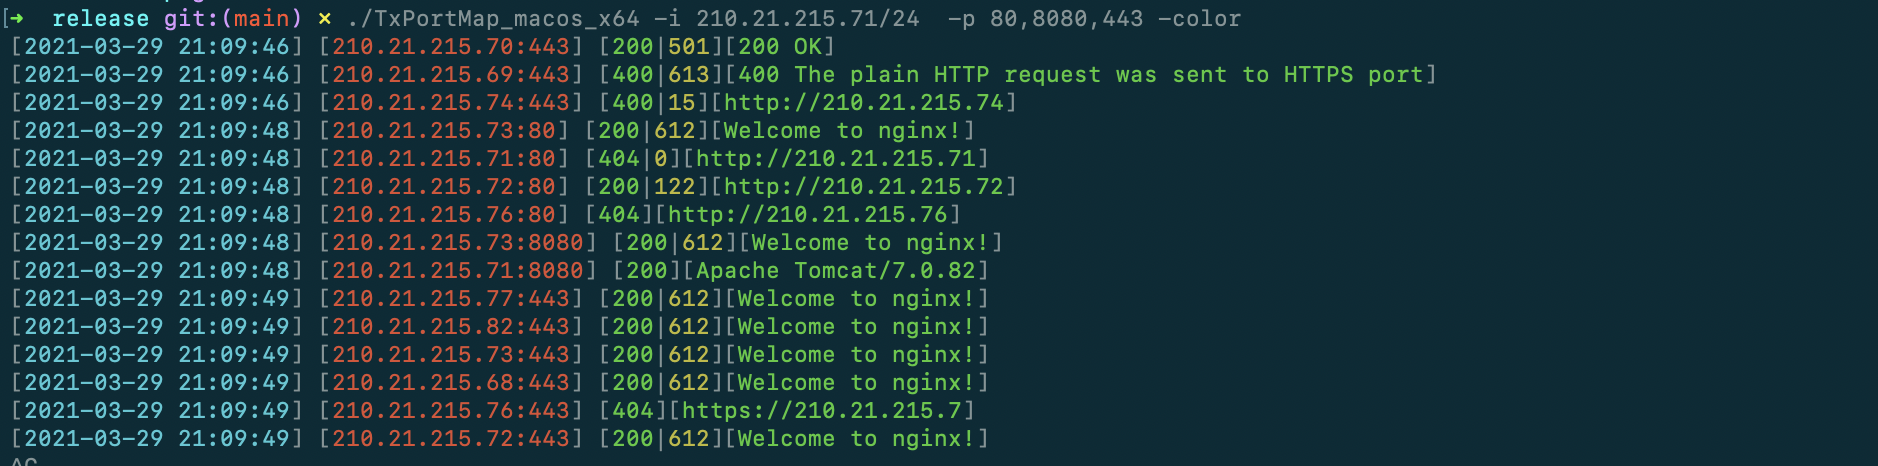 [➜  release git:(main) × ./TxPortMap_macos_x64 -i 210.21.215.71/24  -p 80,8080,443 -color
[2021-03-29 21:09:46] [210.21.215.70:443] [200|501][200 OK]
[2021-03-29 21:09:46] [210.21.215.69:443] [400|613][400 The plain HTTP request was sent to HTTPS port]
[2021-03-29 21:09:46] [210.21.215.74:443] [400|15][http://210.21.215.74]
[2021-03-29 21:09:48] [210.21.215.73:80] [200|612][Welcome to nginx!]
[2021-03-29 21:09:48] [210.21.215.71:80] [404|0][http://210.21.215.71]
[2021-03-29 21:09:48] [210.21.215.72:80] [200|122][http://210.21.215.72]
[2021-03-29 21:09:48] [210.21.215.76:80] [404][http://210.21.215.76]
[2021-03-29 21:09:48] [210.21.215.73:8080] [200|612][Welcome to nginx!]
[2021-03-29 21:09:48] [210.21.215.71:8080] [200][Apache Tomcat/7.0.82]
[2021-03-29 21:09:49] [210.21.215.77:443] [200|612][Welcome to nginx!]
[2021-03-29 21:09:49] [210.21.215.82:443] [200|612][Welcome to nginx!]
[2021-03-29 21:09:49] [210.21.215.73:443] [200|612][Welcome to nginx!]
[2021-03-29 21:09:49] [210.21.215.68:443] [200|612][Welcome to nginx!]
[2021-03-29 21:09:49] [210.21.215.76:443] [404][https://210.21.215.7]
[2021-03-29 21:09:49] [210.21.215.72:443] [200|612][Welcome to nginx!]